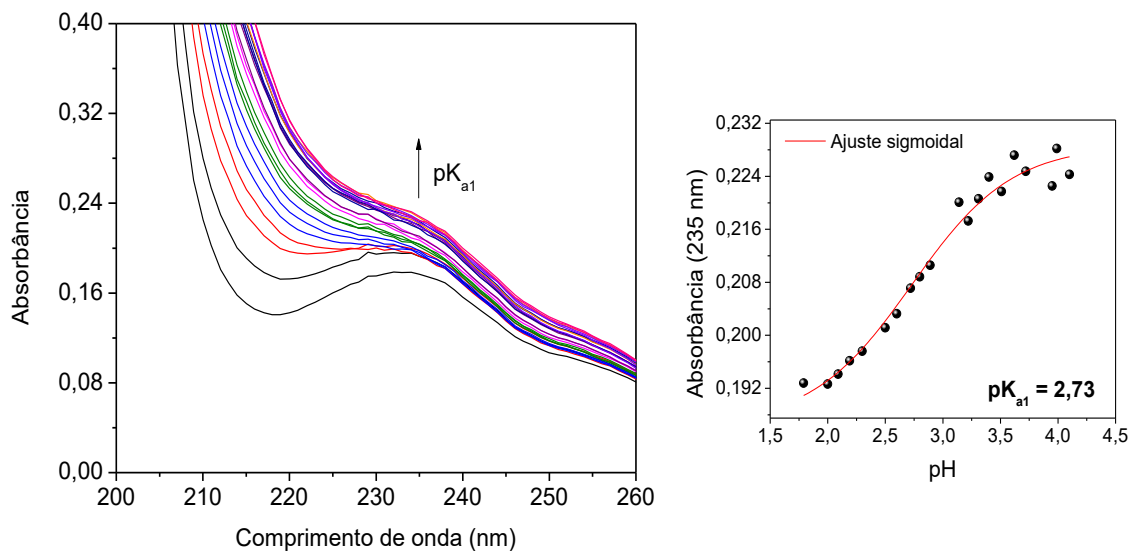 0,40
0,32
0,24
0,16
0,08
0,00
Absorbância
pKa1
200 210 220 230 240 250 260
Comprimento de onda (nm)
0,232
0,224
0,216
0,208
0,200
0,192
Absorbância (235 nm)
Ajuste sigmoidal
pKa1 = 2,73
1,5 2,0 2,5 3,0 3,5 4,0 4,5
pH